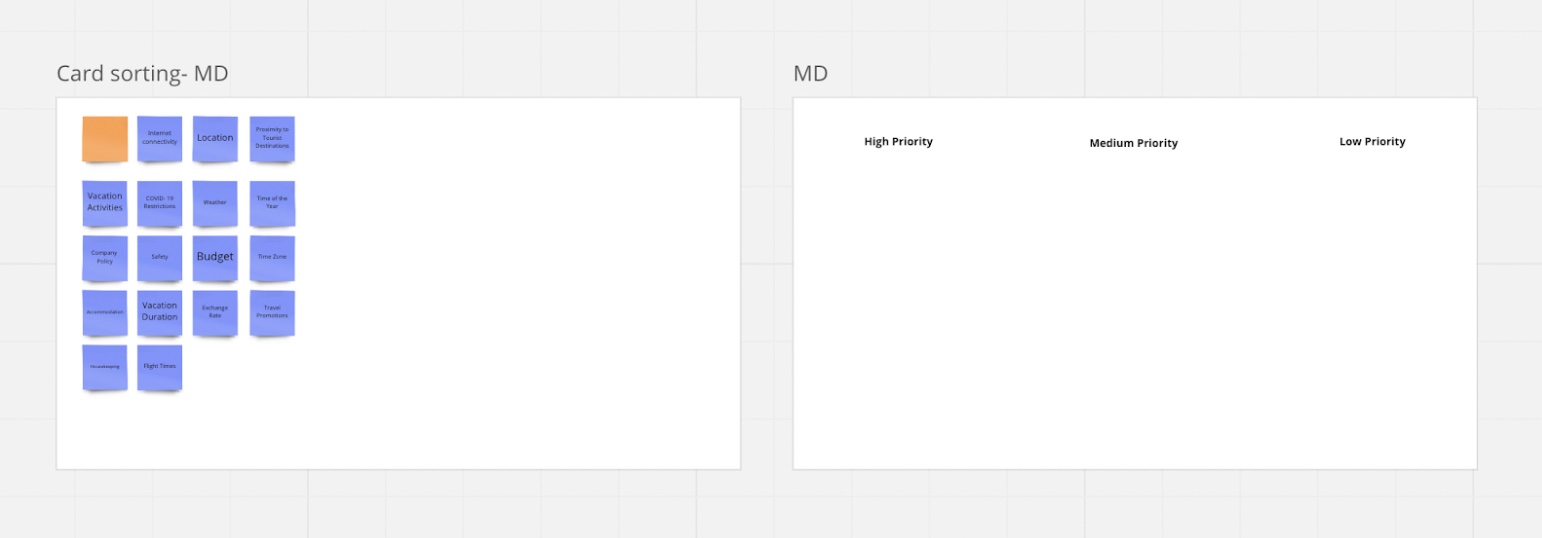 Card sorting- MD
MD
Internet
connectivity
Location
Proximity to
Tourist
Destinations
Vacation
Activities
COVID- 19
Restrictions
Weather
Time of the
Year
Company
Policy
Safety
Budget
Time Zone
Accommodation
Vacation
Duration
Exchange
Rate
Travel
Promotions
Housekeeping
Flight Times
High Priority
Medium Priority
Low Priority